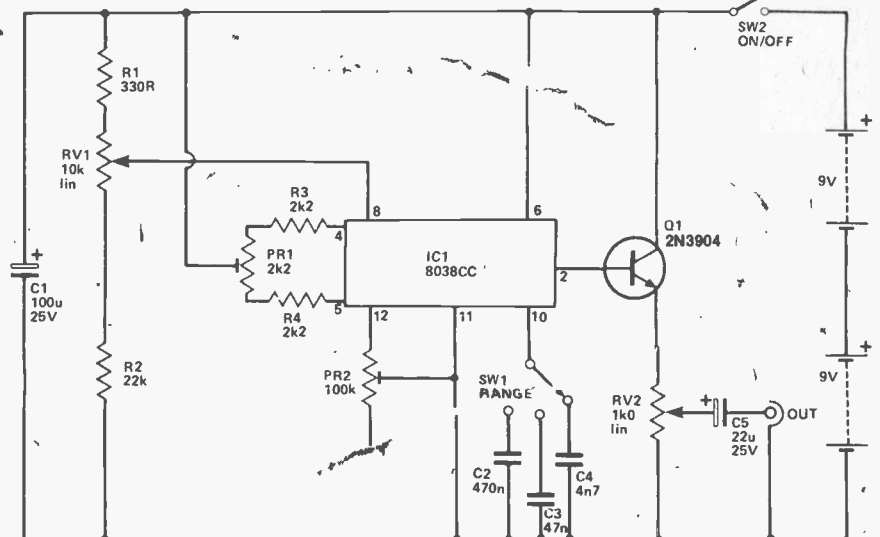 SW2
ON/OFF
R1
330R
RV1
10k
lin
R3
2k2
8
6
4
PR1
2k2
IC1
8038CC
2
Q1
2N3904
9V
+
+
C1
100u
25V
R4
2k2
5
12
11
10
R2
22k
PR2
100k
SW1
RANGE
RV2
1k0
lin
+
C5
22u
25V
OUT
+
9V
C2
470n
C3
47n
C4
4n7